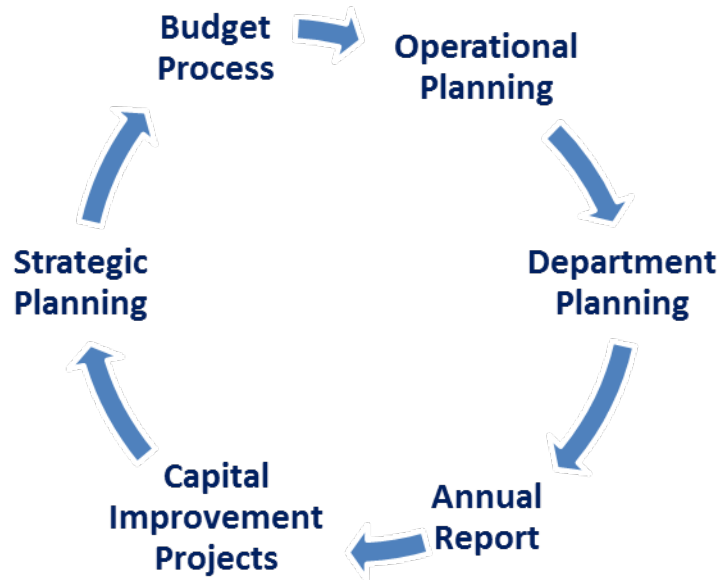 Budget
Process
Operational
Planning
Department
Planning
Annual
Report
Capital
Improvement
Projects
Strategic
Planning